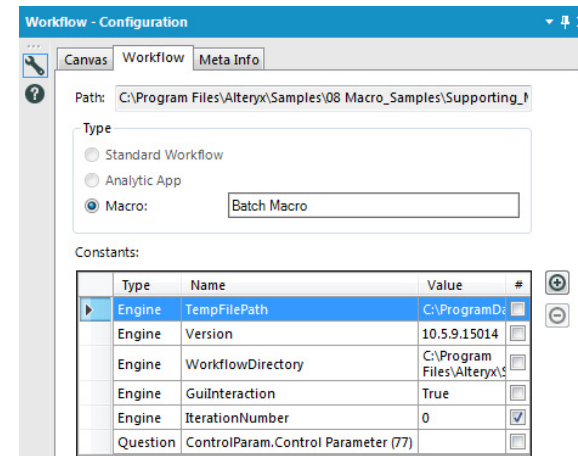 Workflow - Configuration
Canvas Workflow Meta Info
Path: C:\Program Files\Alteryx\Samples\08 Macro_Samples\Supporting_M
Type
Standard Workflow
Analytic App
Macro: Batch Macro
Constants:
Type Name Value #
Engine TempFilePath C:\ProgramDa
Engine Version 10.5.9.15014
Engine WorkflowDirectory C:\Program
Files\Alteryx\S
Engine GuiInteraction True
Engine IterationNumber 0
Question ControlParam.Control Parameter (77)